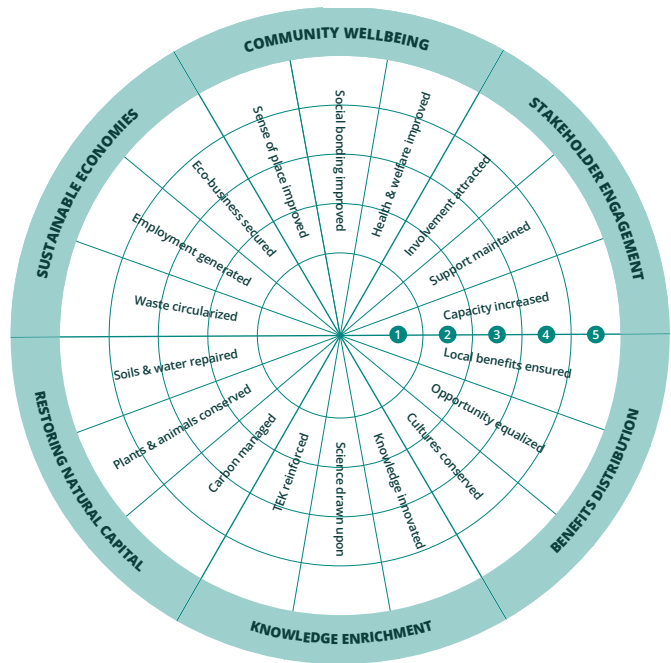 COMMUNITY WELLBEING
STAKEHOLDER ENGAGEMENT
BENEFITS DISTRIBUTION
KNOWLEDGE ENRICHMENT
RESTORING NATURAL CAPITAL
SUSTAINABLE ECONOMIES
Sense of place improved
Social bonding improved
Health & welfare improved
Involvement attracted
Support maintained
Capacity increased
1
2
3
4
5
Local benefits ensured
Opportunity equalized
Cultures conserved
Knowledge innovated
Science drawn upon
TEK reinforced
Carbon managed
Plants & animals conserved
Soils & water repaired
Waste circularized
Employment generated
Eco-business secured